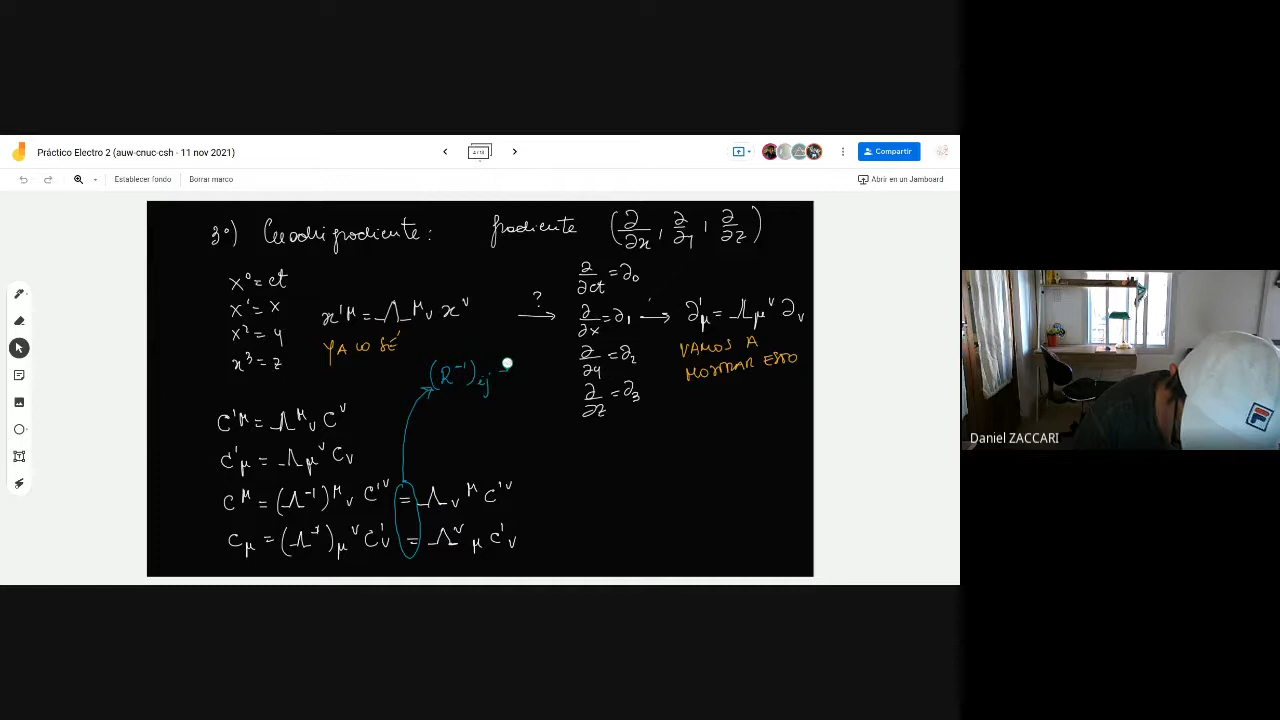 Práctico Electro 2 (auw-cnuc-csh - 11 nov 2021)
4 / 13
Compartir
Establecer fondo
Borrar marco
Abrir en un Jamboard
3°) Cuadrigradiente: gradiente (∂/∂x, ∂/∂y, ∂/∂z)
x⁰ = ct
x¹ = x
x² = y
x³ = z
x'^μ = Λ^μ_ν x^ν
YA LO SÉ
?
∂/∂ct = ∂₀
∂/∂x = ∂₁
∂/∂y = ∂₂
∂/∂z = ∂₃
∂'_μ = Λ_μ^ν ∂_ν
VAMOS A
MOSTRAR ESTO
(R⁻¹)_ij
C'^μ = Λ^μ_ν C^ν
C'_μ = Λ_μ^ν C_ν
C^μ = (Λ⁻¹)^μ_ν C'^ν = Λ_ν^μ C'^ν
C_μ = (Λ⁻¹)_μ^ν C'_ν = Λ^ν_μ C'_ν
FILA
Daniel ZACCARI